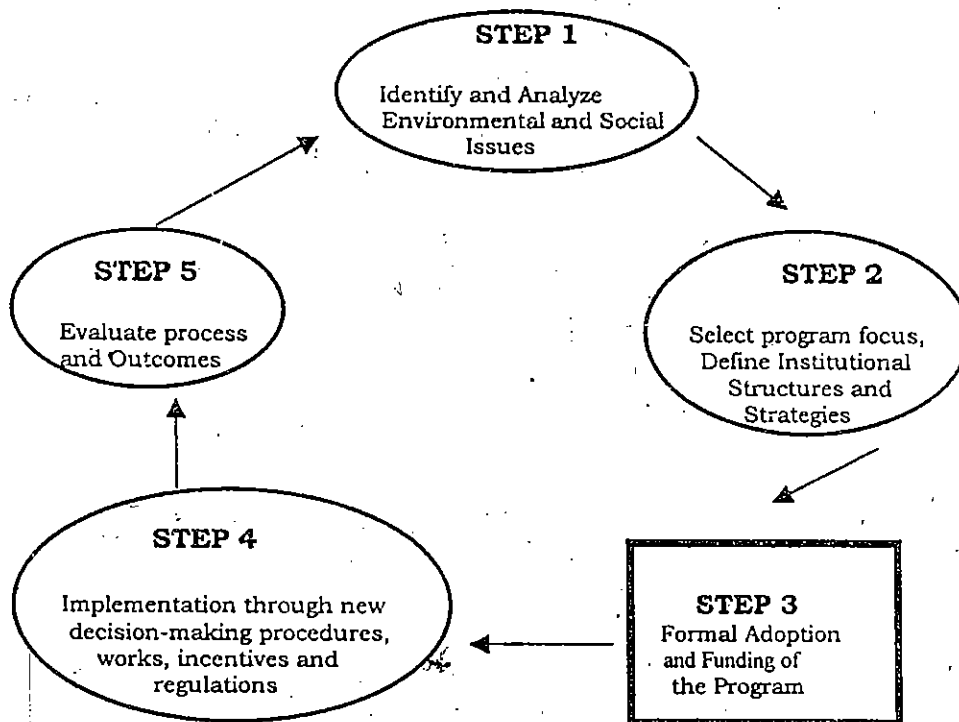 STEP 1
Identify and Analyze
Environmental and Social
Issues
STEP 2
Select program focus,
Define Institutional
Structures and
Strategies
STEP 3
Formal Adoption
and Funding of
the Program
STEP 4
Implementation through new
decision-making procedures,
works, incentives and
regulations
STEP 5
Evaluate process
and Outcomes